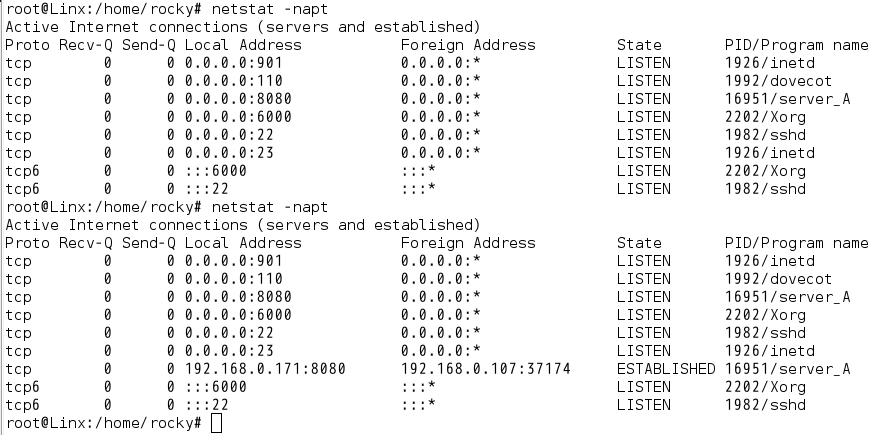 root@Linx:/home/rocky# netstat -napt
Active Internet connections (servers and established)
Proto Recv-Q Send-Q Local Address           Foreign Address         State       PID/Program name
tcp        0      0 0.0.0.0:901             0.0.0.0:*               LISTEN      1926/inetd
tcp        0      0 0.0.0.0:110             0.0.0.0:*               LISTEN      1992/dovecot
tcp        0      0 0.0.0.0:8080            0.0.0.0:*               LISTEN      16951/server_A
tcp        0      0 0.0.0.0:6000            0.0.0.0:*               LISTEN      2202/Xorg
tcp        0      0 0.0.0.0:22              0.0.0.0:*               LISTEN      1982/sshd
tcp        0      0 0.0.0.0:23              0.0.0.0:*               LISTEN      1926/inetd
tcp6       0      0 :::6000                 :::*                    LISTEN      2202/Xorg
tcp6       0      0 :::22                   :::*                    LISTEN      1982/sshd
root@Linx:/home/rocky# netstat -napt
Active Internet connections (servers and established)
Proto Recv-Q Send-Q Local Address           Foreign Address         State       PID/Program name
tcp        0      0 0.0.0.0:901             0.0.0.0:*               LISTEN      1926/inetd
tcp        0      0 0.0.0.0:110             0.0.0.0:*               LISTEN      1992/dovecot
tcp        0      0 0.0.0.0:8080            0.0.0.0:*               LISTEN      16951/server_A
tcp        0      0 0.0.0.0:6000            0.0.0.0:*               LISTEN      2202/Xorg
tcp        0      0 0.0.0.0:22              0.0.0.0:*               LISTEN      1982/sshd
tcp        0      0 0.0.0.0:23              0.0.0.0:*               LISTEN      1926/inetd
tcp        0      0 192.168.0.171:8080      192.168.0.107:37174     ESTABLISHED 16951/server_A
tcp6       0      0 :::6000                 :::*                    LISTEN      2202/Xorg
tcp6       0      0 :::22                   :::*                    LISTEN      1982/sshd
root@Linx:/home/rocky#